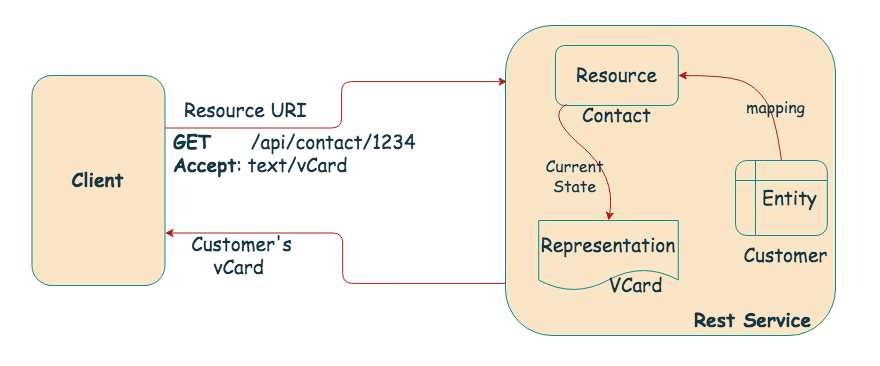 Client
Resource URI
GET /api/contact/1234
Accept: text/vCard
Customer's
vCard
Resource
Contact
mapping
Current
State
Entity
Customer
Representation
VCard
Rest Service